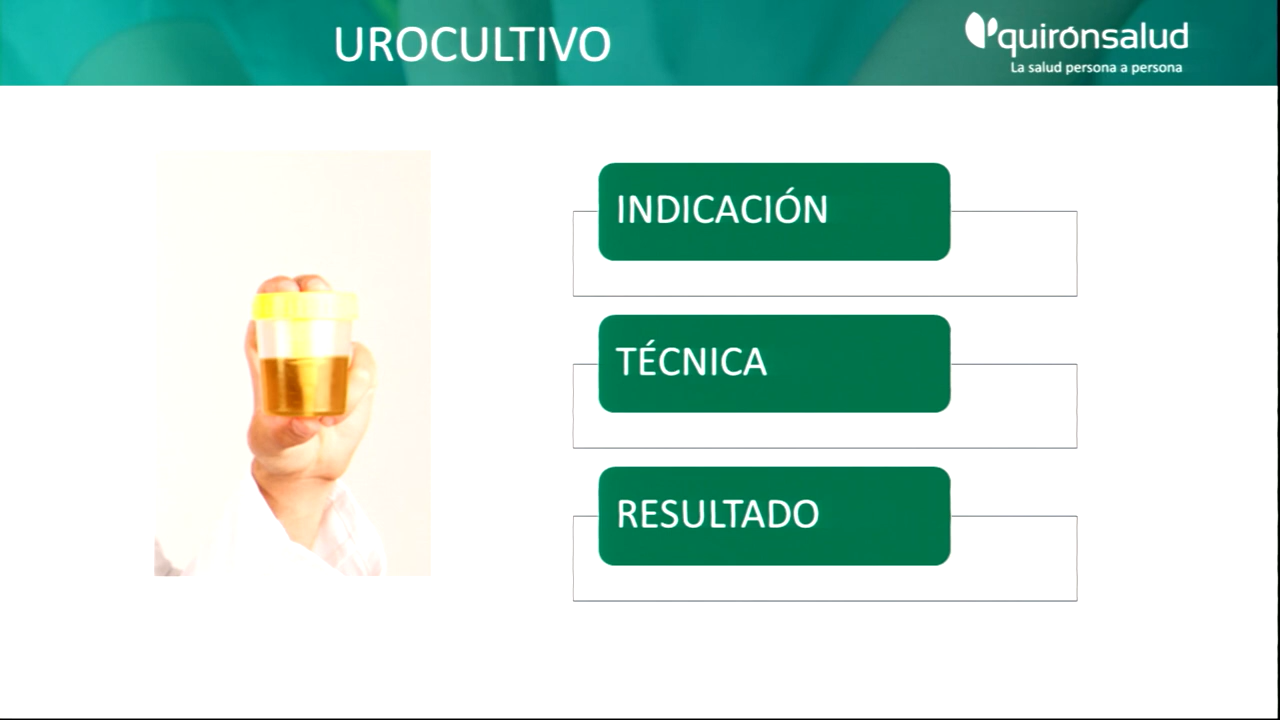 UROCULTIVO
quirónsalud
La salud persona a persona
INDICACIÓN
TÉCNICA
RESULTADO